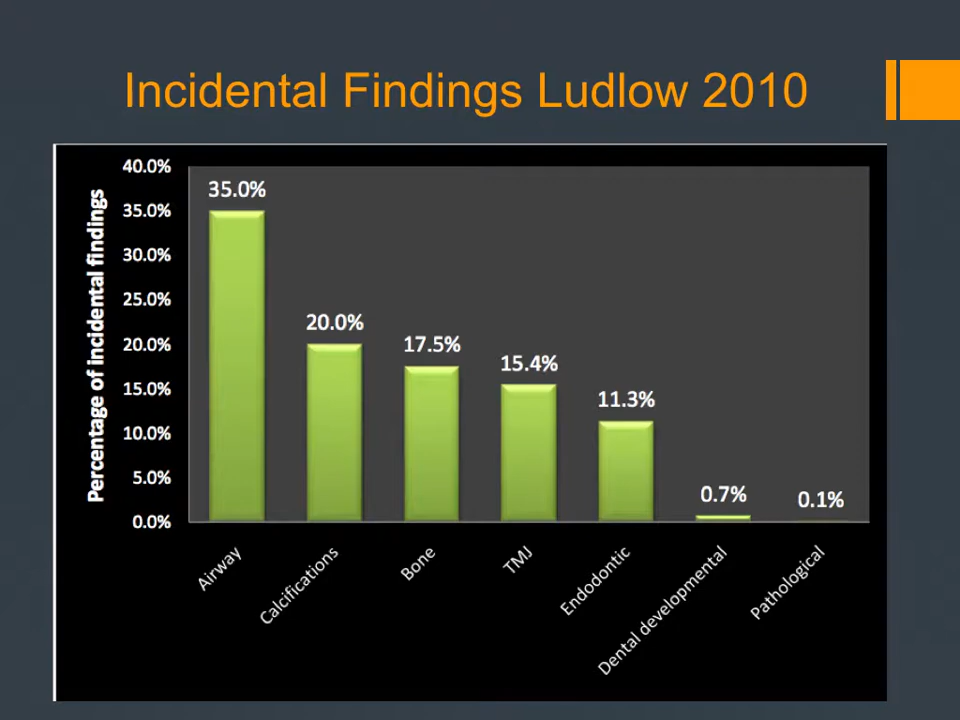 Incidental Findings Ludlow 2010
Percentage of incidental findings
40.0%
35.0%
30.0%
25.0%
20.0%
15.0%
10.0%
5.0%
0.0%
35.0%
20.0%
17.5%
15.4%
11.3%
0.7%
0.1%
Airway
Calcifications
Bone
TMJ
Endodontic
Dental developmental
Pathological